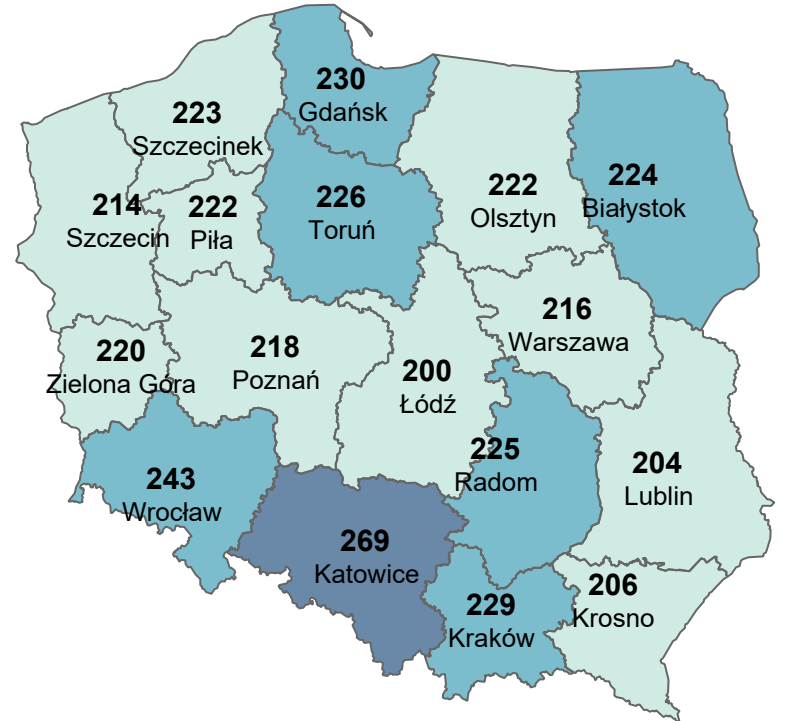 230
Gdańsk
223
Szczecinek
224
Białystok
222
Olsztyn
226
Toruń
222
Piła
214
Szczecin
216
Warszawa
218
Poznań
220
Zielona Góra
200
Łódź
225
Radom
204
Lublin
243
Wrocław
269
Katowice
206
Krosno
229
Kraków